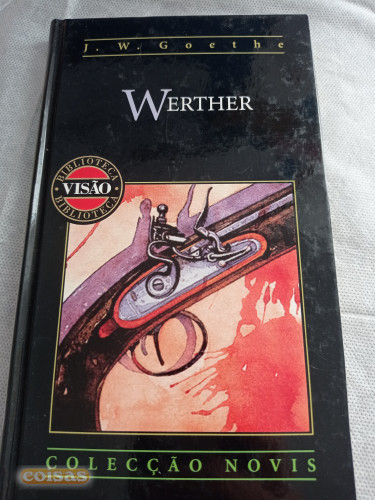 J. W. Goethe
WERTHER
BIBLIOTECA
VISÃO
BIBLIOTECA
COLECÇÃO NOVIS
coisas